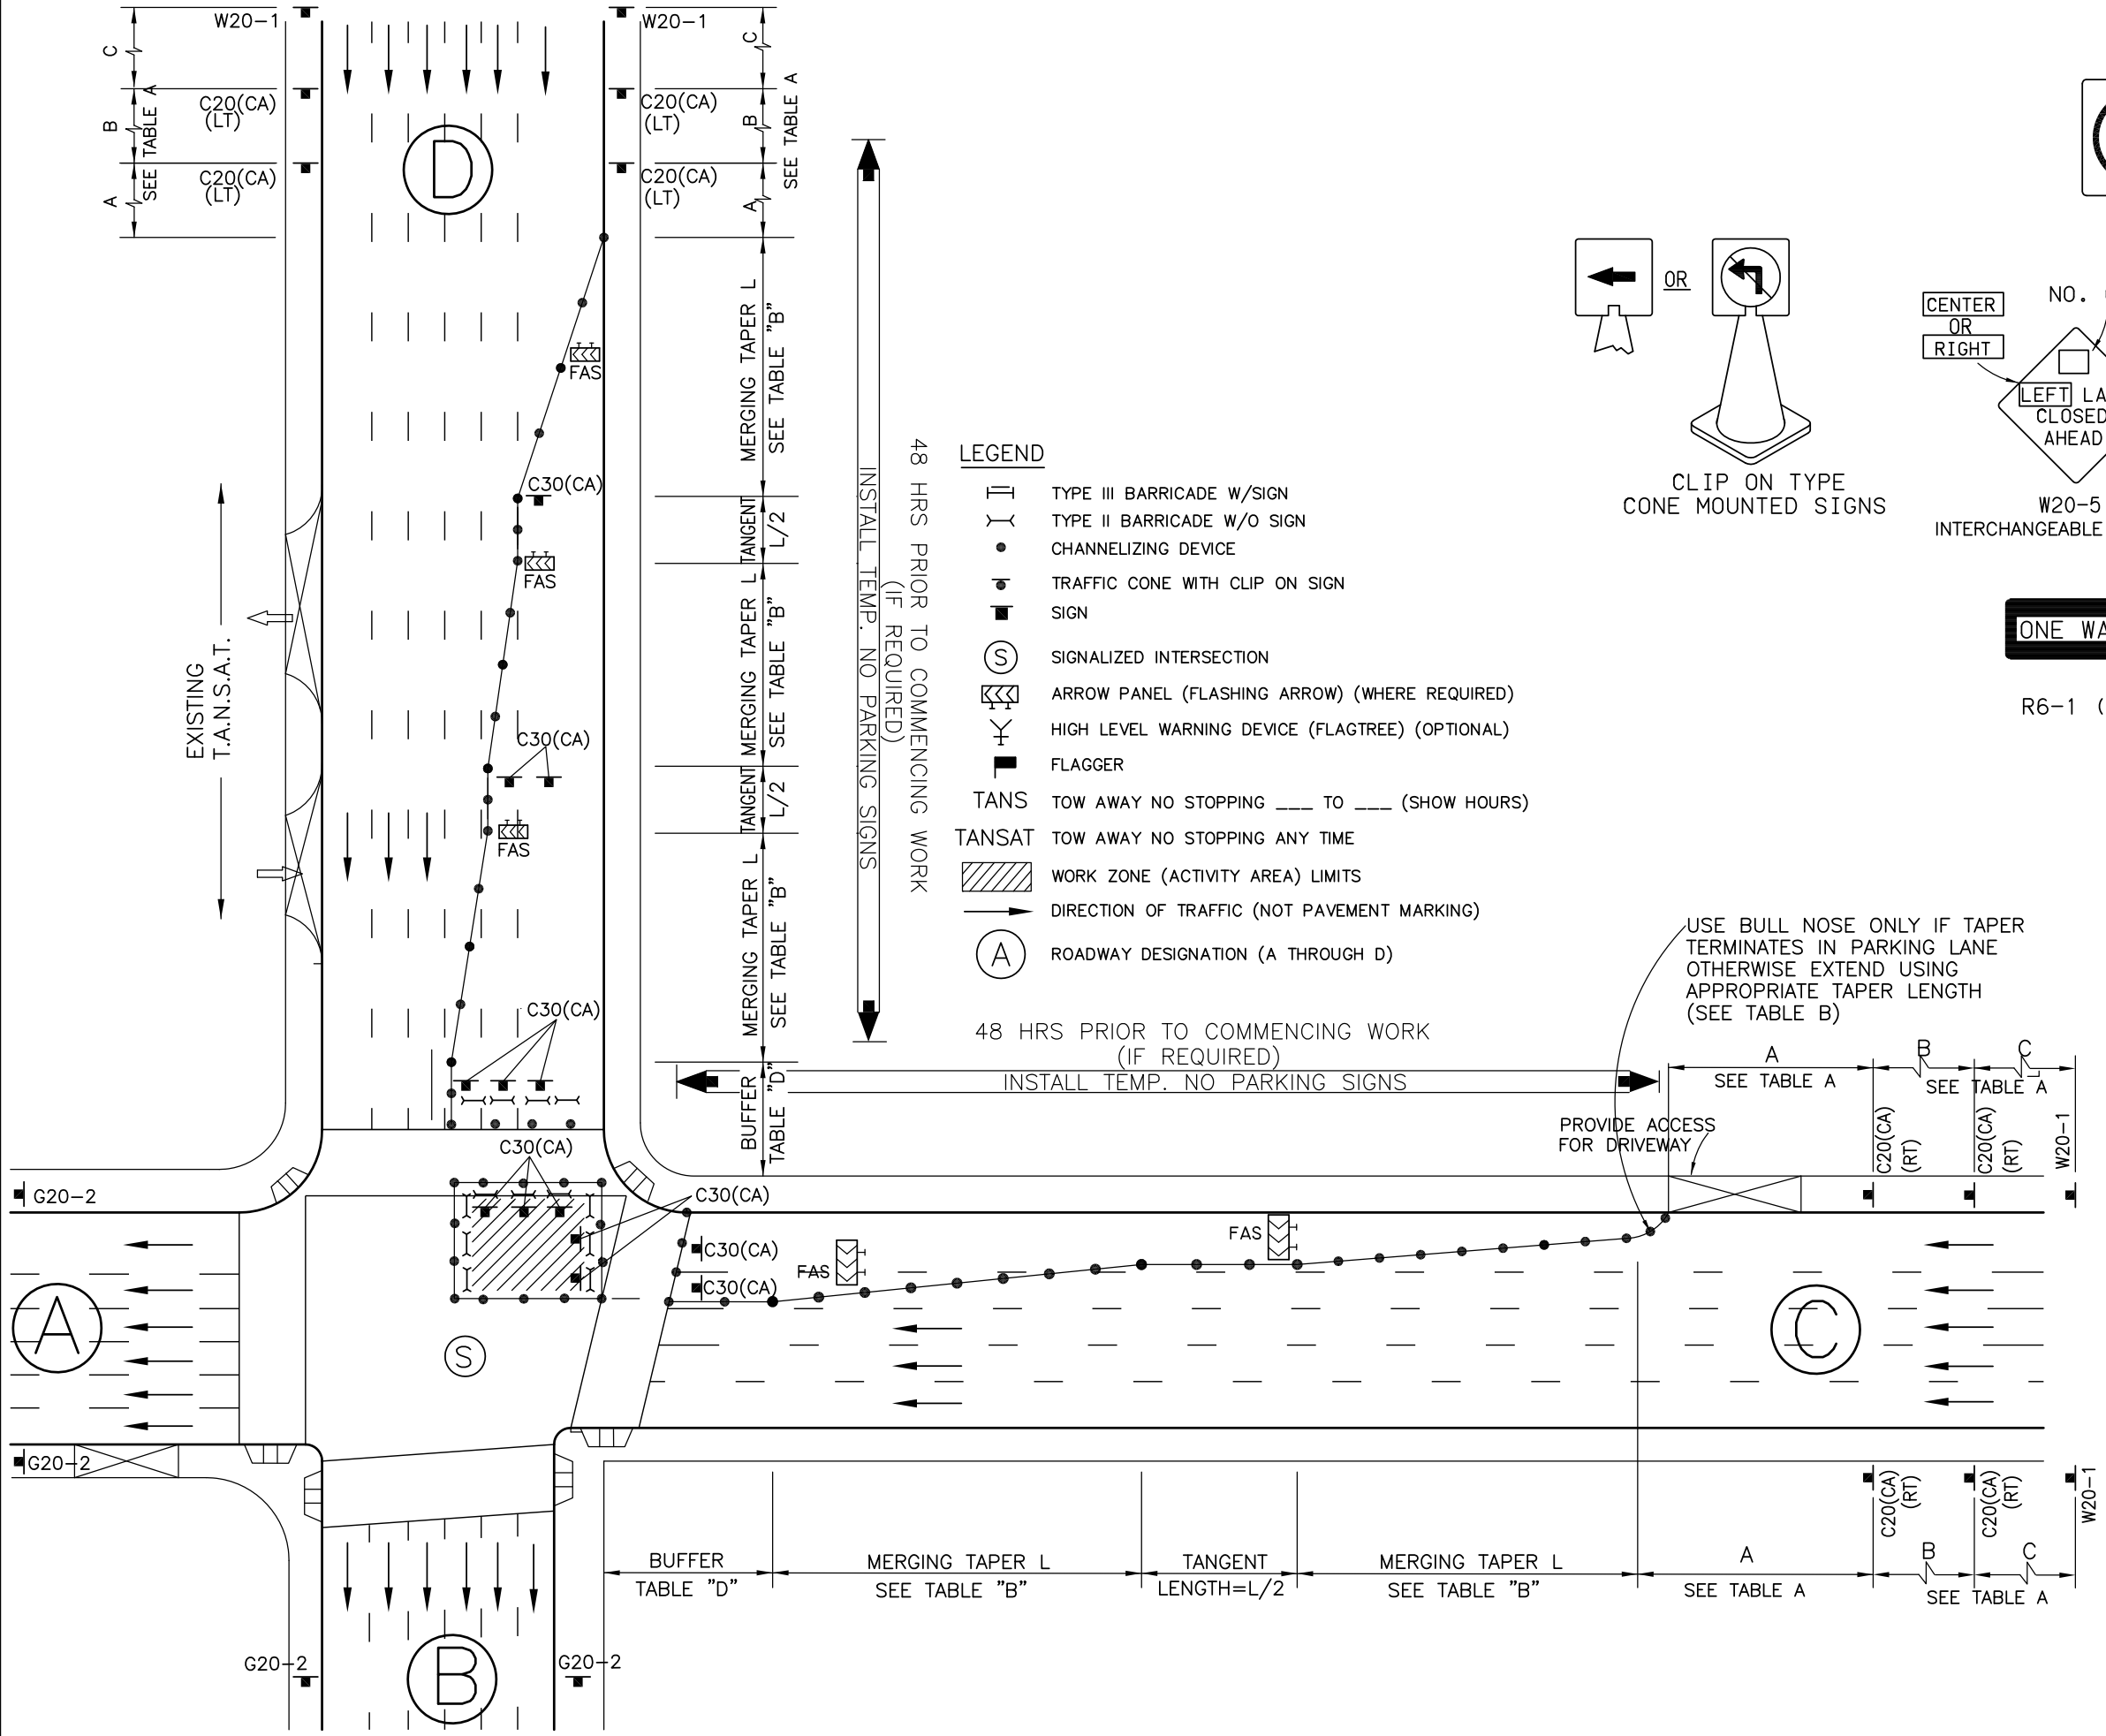 W20-1
W20-1
C
B
A
SEE TABLE A
C20(CA)
(LT)
C20(CA)
(LT)
D
C20(CA)
(LT)
C20(CA)
(LT)
C
B
A
SEE TABLE A
FAS
C30(CA)
FAS
C30(CA)
FAS
C30(CA)
C30(CA)
EXISTING
T.A.N.S.A.T.
MERGING TAPER L
SEE TABLE "B"
TANGENT
L/2
MERGING TAPER L
SEE TABLE "B"
TANGENT
L/2
MERGING TAPER L
SEE TABLE "B"
BUFFER
TABLE "D"
48 HRS PRIOR TO COMMENCING WORK
(IF REQUIRED)
INSTALL TEMP. NO PARKING SIGNS
LEGEND
TYPE III BARRICADE W/SIGN
TYPE II BARRICADE W/O SIGN
CHANNELIZING DEVICE
TRAFFIC CONE WITH CLIP ON SIGN
SIGN
S SIGNALIZED INTERSECTION
ARROW PANEL (FLASHING ARROW) (WHERE REQUIRED)
HIGH LEVEL WARNING DEVICE (FLAGTREE) (OPTIONAL)
FLAGGER
TANS TOW AWAY NO STOPPING ___ TO ___ (SHOW HOURS)
TANSAT TOW AWAY NO STOPPING ANY TIME
WORK ZONE (ACTIVITY AREA) LIMITS
DIRECTION OF TRAFFIC (NOT PAVEMENT MARKING)
A ROADWAY DESIGNATION (A THROUGH D)
OR
CLIP ON TYPE
CONE MOUNTED SIGNS
CENTER
OR
RIGHT
NO.
LEFT LA
CLOSED
AHEAD
W20-5
INTERCHANGEABLE
ONE WA
R6-1 (
USE BULL NOSE ONLY IF TAPER
TERMINATES IN PARKING LANE
OTHERWISE EXTEND USING
APPROPRIATE TAPER LENGTH
(SEE TABLE B)
48 HRS PRIOR TO COMMENCING WORK
(IF REQUIRED)
INSTALL TEMP. NO PARKING SIGNS
A
SEE TABLE A
B
C
SEE TABLE A
PROVIDE ACCESS
FOR DRIVEWAY
C20(CA)
(RT)
C20(CA)
(RT)
W20-1
G20-2
C30(CA)
C30(CA)
C30(CA)
FAS
FAS
A
S
C
G20-2
C20(CA)
(RT)
C20(CA)
(RT)
W20-1
BUFFER
TABLE "D"
MERGING TAPER L
SEE TABLE "B"
TANGENT
LENGTH=L/2
MERGING TAPER L
SEE TABLE "B"
A
SEE TABLE A
B
C
SEE TABLE A
G20-2
B
G20-2